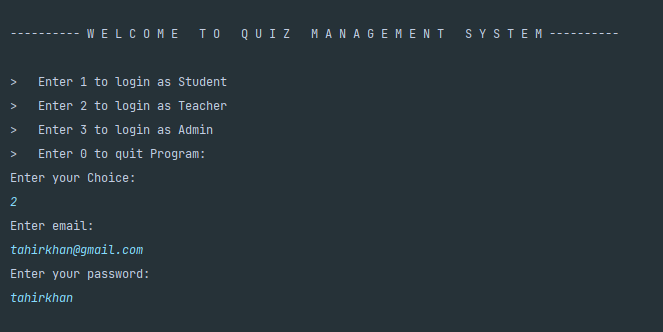 ---------- W E L C O M E   T O   Q U I Z   M A N A G E M E N T   S Y S T E M ----------
>   Enter 1 to login as Student
>   Enter 2 to login as Teacher
>   Enter 3 to login as Admin
>   Enter 0 to quit Program:
Enter your Choice:
2
Enter email:
tahirkhan@gmail.com
Enter your password:
tahirkhan